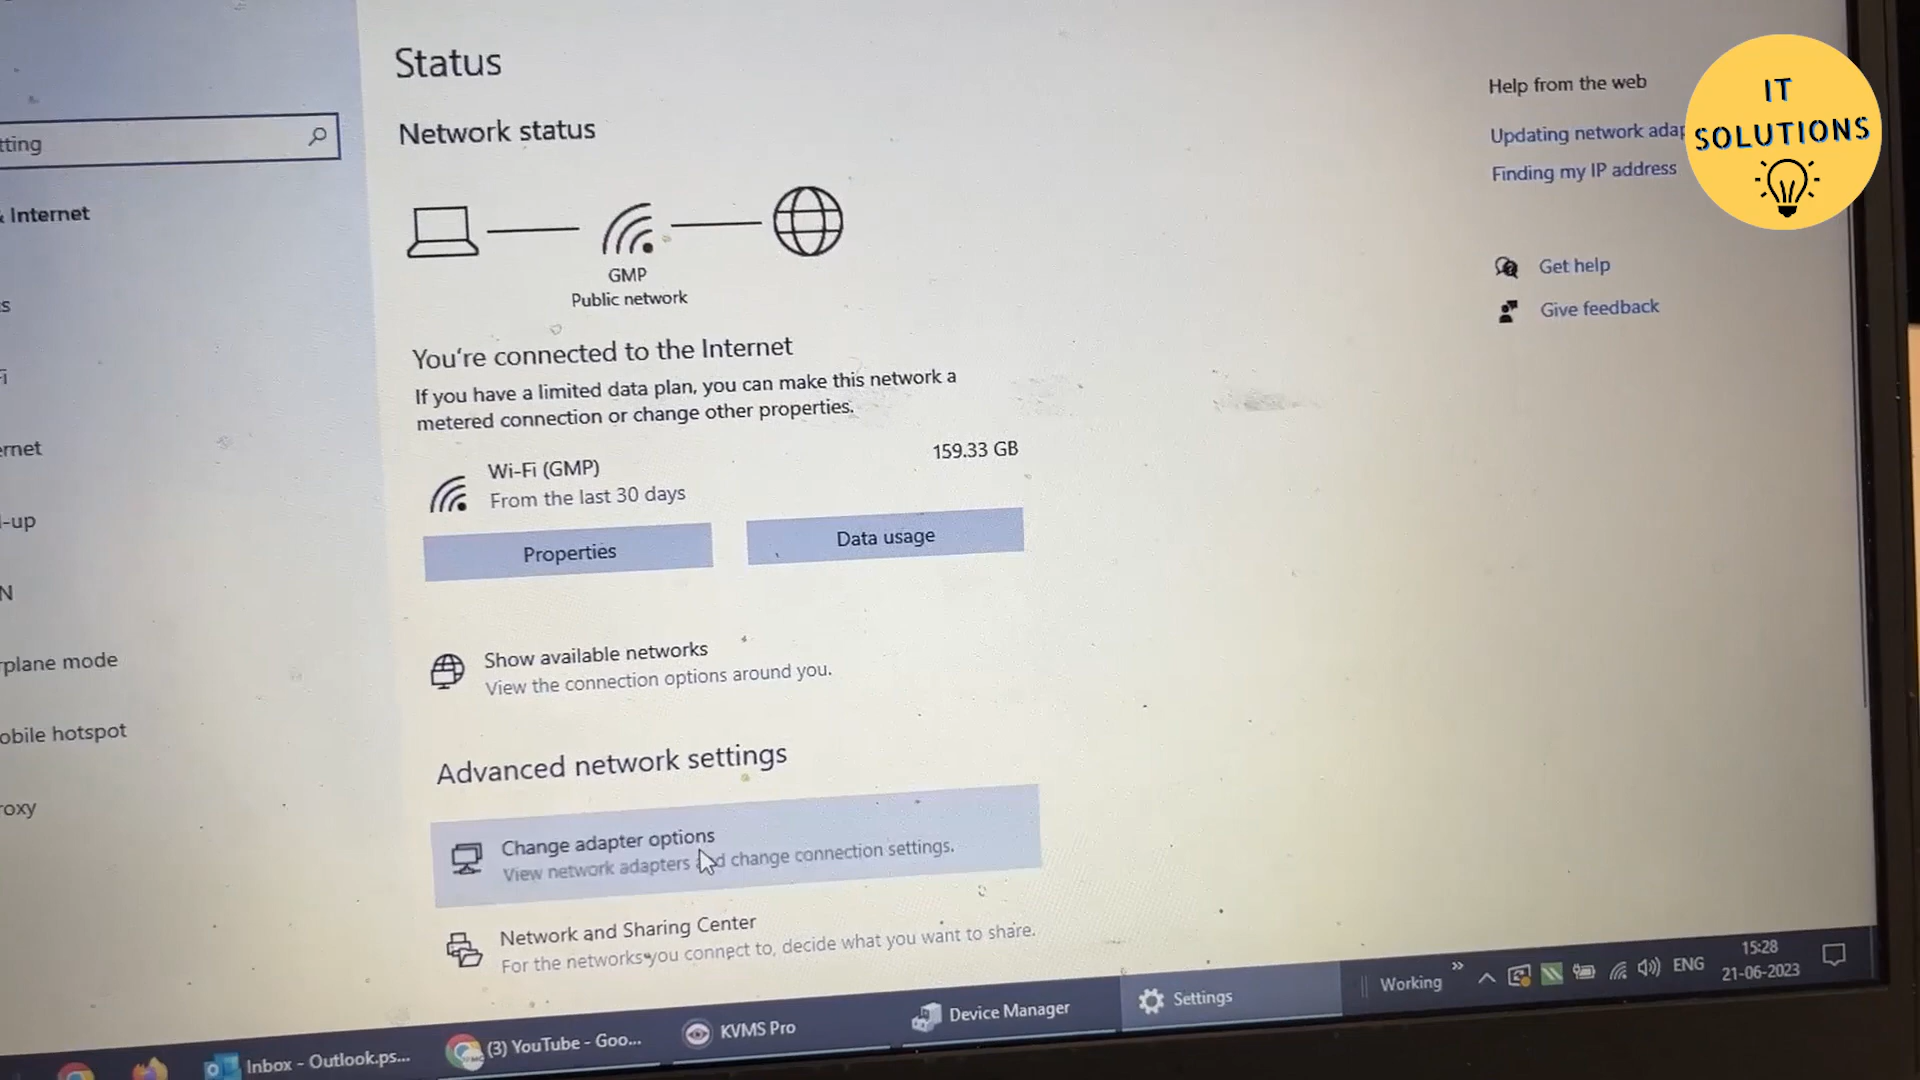 Status
Network status
GMP
Public network
You're connected to the Internet
If you have a limited data plan, you can make this network a
metered connection or change other properties.
Wi-Fi (GMP)
From the last 30 days
159.33 GB
Properties
Data usage
Show available networks
View the connection options around you.
Advanced network settings
Change adapter options
View network adapters and change connection settings.
Network and Sharing Center
For the networks you connect to, decide what you want to share.
tting
& Internet
s
Fi
ernet
-up
N
rplane mode
obile hotspot
roxy
Help from the web
Updating network adap
Finding my IP address
Get help
Give feedback
IT
SOLUTIONS
Inbox - Outlook.ps...
(3) YouTube - Goo...
KVMS Pro
Device Manager
Settings
Working
ENG
15:28
21-06-2023